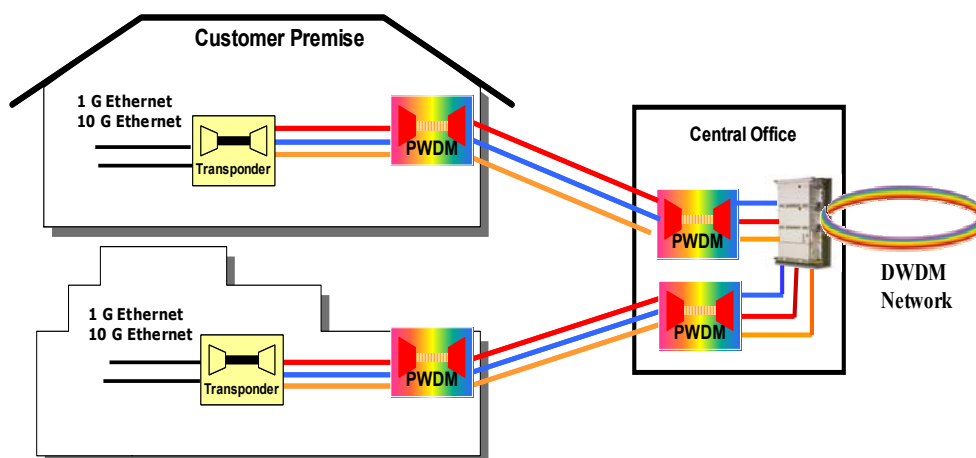 Customer Premise
1 G Ethernet
10 G Ethernet
Transponder
PWDM
Central Office
PWDM
DWDM
Network
1 G Ethernet
10 G Ethernet
Transponder
PWDM
PWDM